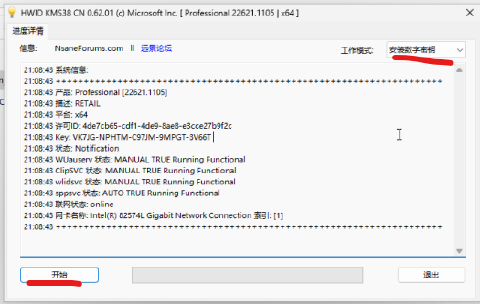 HWID KMS38 CN 0.62.01 (c) Microsoft Inc. [ Professional 22621.1105 | x64 ]
进度详情
信息: NsaneForums.com || 远景论坛 工作模式: 安装数字密钥
21:08:43 系统信息:
21:08:43 ++++++++++++++++++++++++++++++++++++++++++++++++++++++++++++++
21:08:43 产品: Professional [22621.1105]
21:08:43 描述: RETAIL
21:08:43 平台: x64
21:08:43 许可ID: 4de7cb65-cdf1-4de9-8ae8-e3cce27b9f2c
21:08:43 Key: VK7JG-NPHTM-C97JM-9MPGT-3V66T
21:08:43 状态: Notification
21:08:43 WUauserv 状态: MANUAL TRUE Running Functional
21:08:43 ClipSVC 状态: MANUAL TRUE Running Functional
21:08:43 wlidsvc 状态: MANUAL TRUE Running Functional
21:08:43 sppsvc 状态: AUTO TRUE Running Functional
21:08:43 联网状态: online
21:08:43 网卡名称: Intel(R) 82574L Gigabit Network Connection 索引: [1]
21:08:43 ++++++++++++++++++++++++++++++++++++++++++++++++++++++++++++++
开始 退出